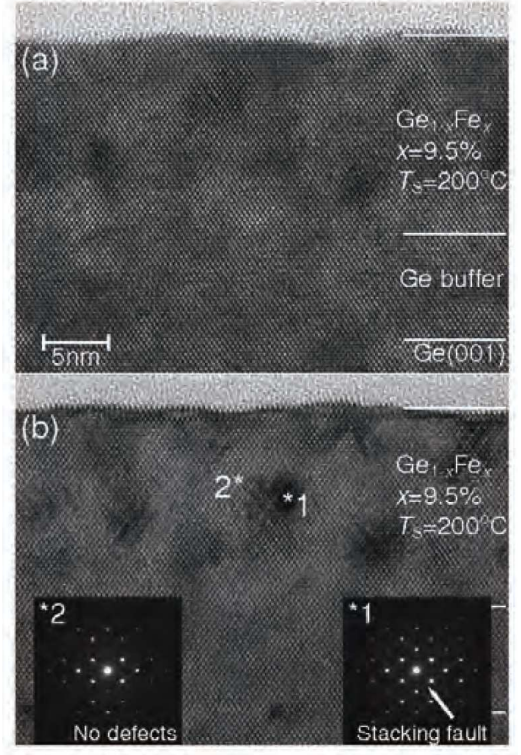 (a)
Ge₁₋ₓFeₓ
x=9.5%
Tₛ=200°C
Ge buffer
5nm
Ge(001)
(b)
2*
*1
Ge₁₋ₓFeₓ
x=9.5%
Tₛ=200°C
*2
*1
No defects
Stacking fault